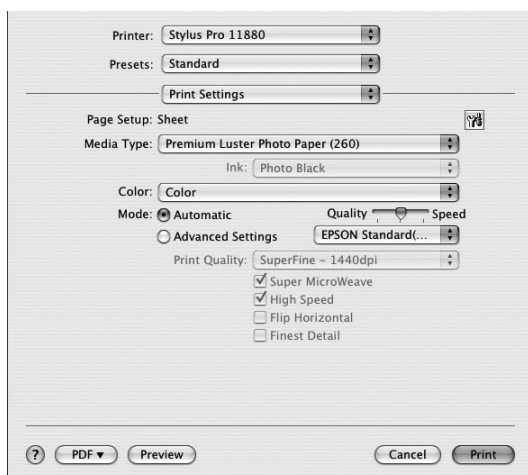 Printer: Stylus Pro 11880
Presets: Standard
Print Settings
Page Setup: Sheet
Media Type: Premium Luster Photo Paper (260)
Ink: Photo Black
Color: Color
Mode: Automatic Quality Speed
Advanced Settings EPSON Standard(...
Print Quality: SuperFine - 1440dpi
Super MicroWeave
High Speed
Flip Horizontal
Finest Detail
? PDF Preview Cancel Print